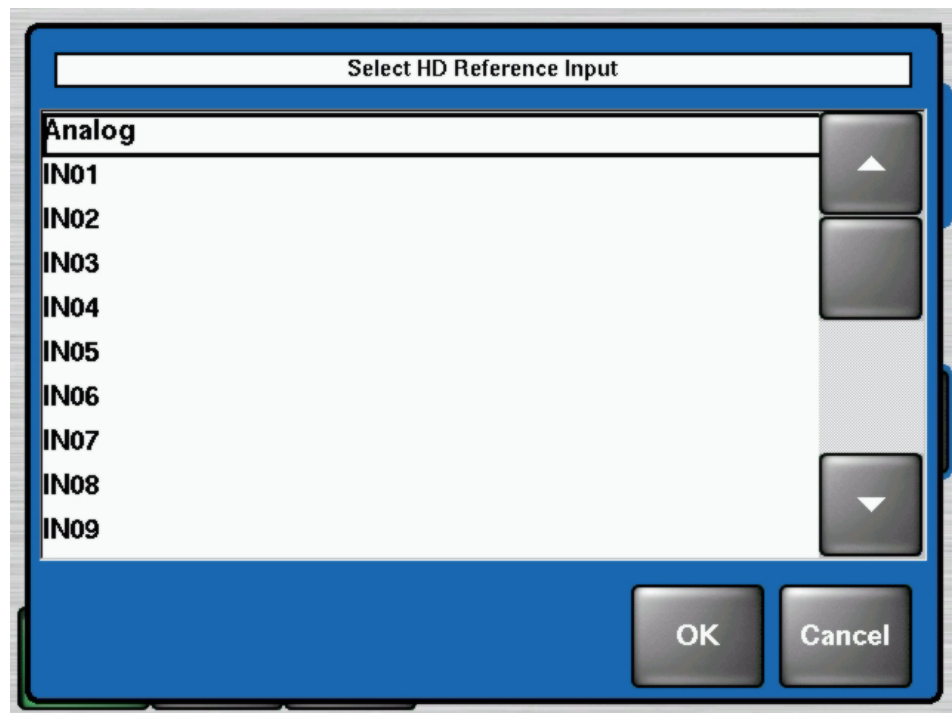 Select HD Reference Input
Analog
IN01
IN02
IN03
IN04
IN05
IN06
IN07
IN08
IN09
OK
Cancel